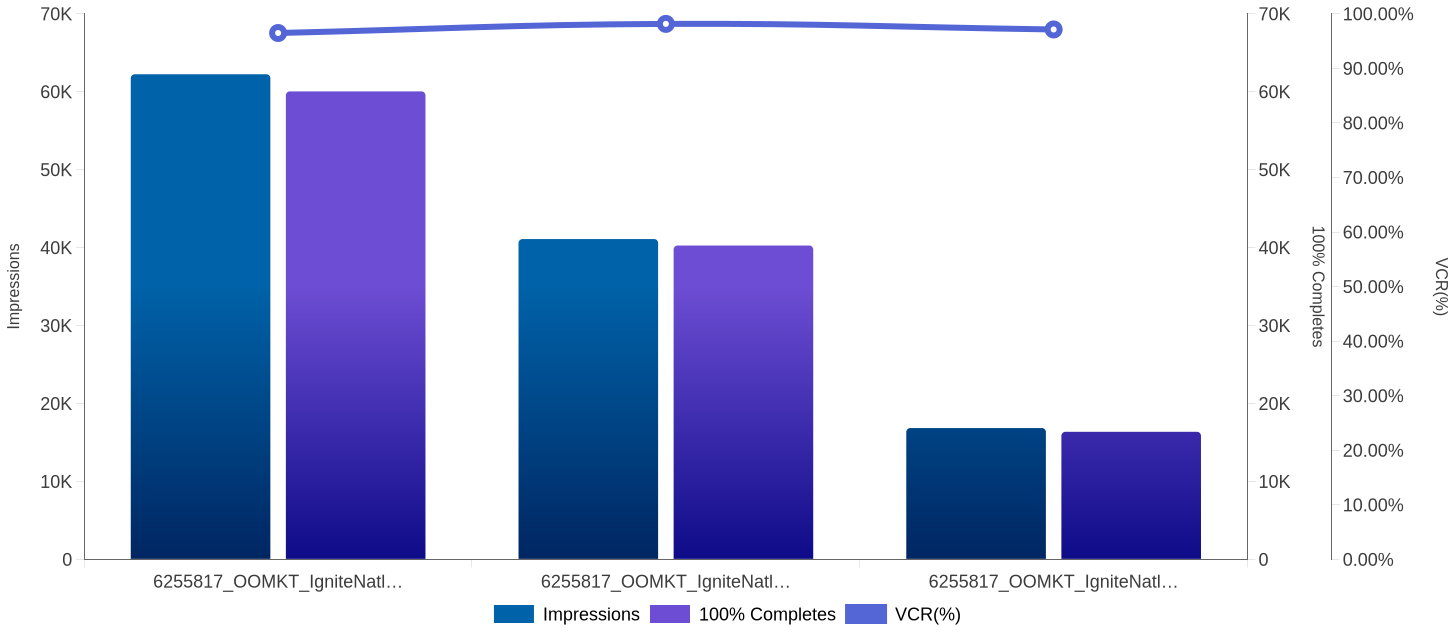 Impressions
70K
60K
50K
40K
30K
20K
10K
0
70K
60K
50K
40K
30K
20K
10K
0
100% Completes
100.00%
90.00%
80.00%
70.00%
60.00%
50.00%
40.00%
30.00%
20.00%
10.00%
0.00%
VCR(%)
6255817_OOMKT_IgniteNatl…
6255817_OOMKT_IgniteNatl…
6255817_OOMKT_IgniteNatl…
Impressions
100% Completes
VCR(%)